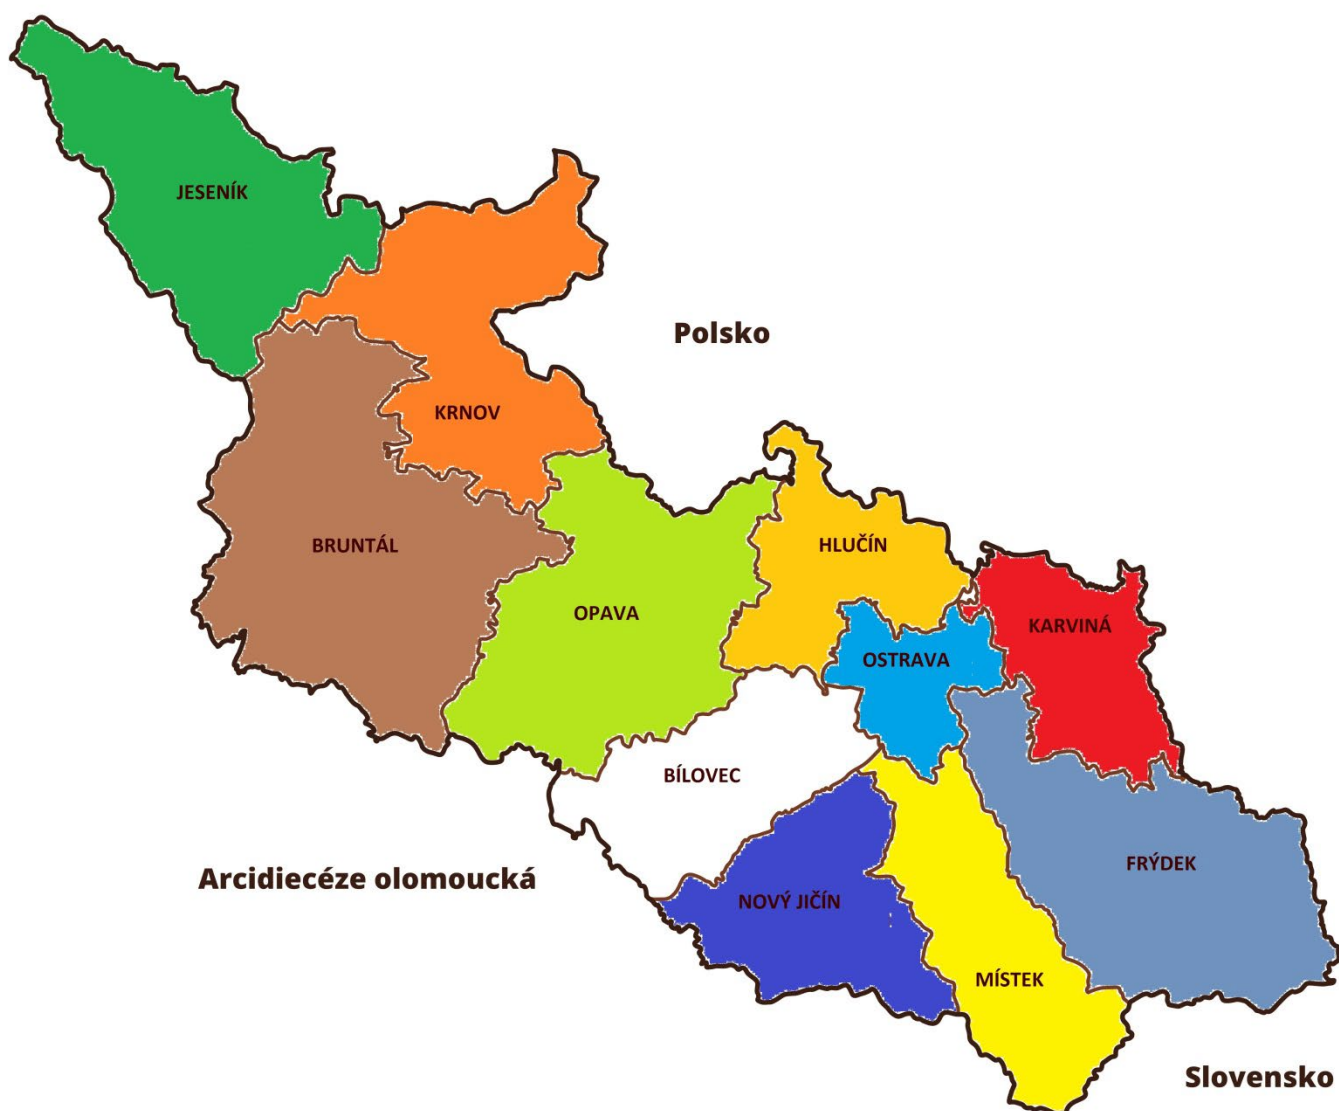 JESENÍK
Polsko
KRNOV
BRUNTÁL
HLUČÍN
OPAVA
KARVINÁ
OSTRAVA
BÍLOVEC
FRÝDEK
Arcidiecéze olomoucká
NOVÝ JIČÍN
MÍSTEK
Slovensko